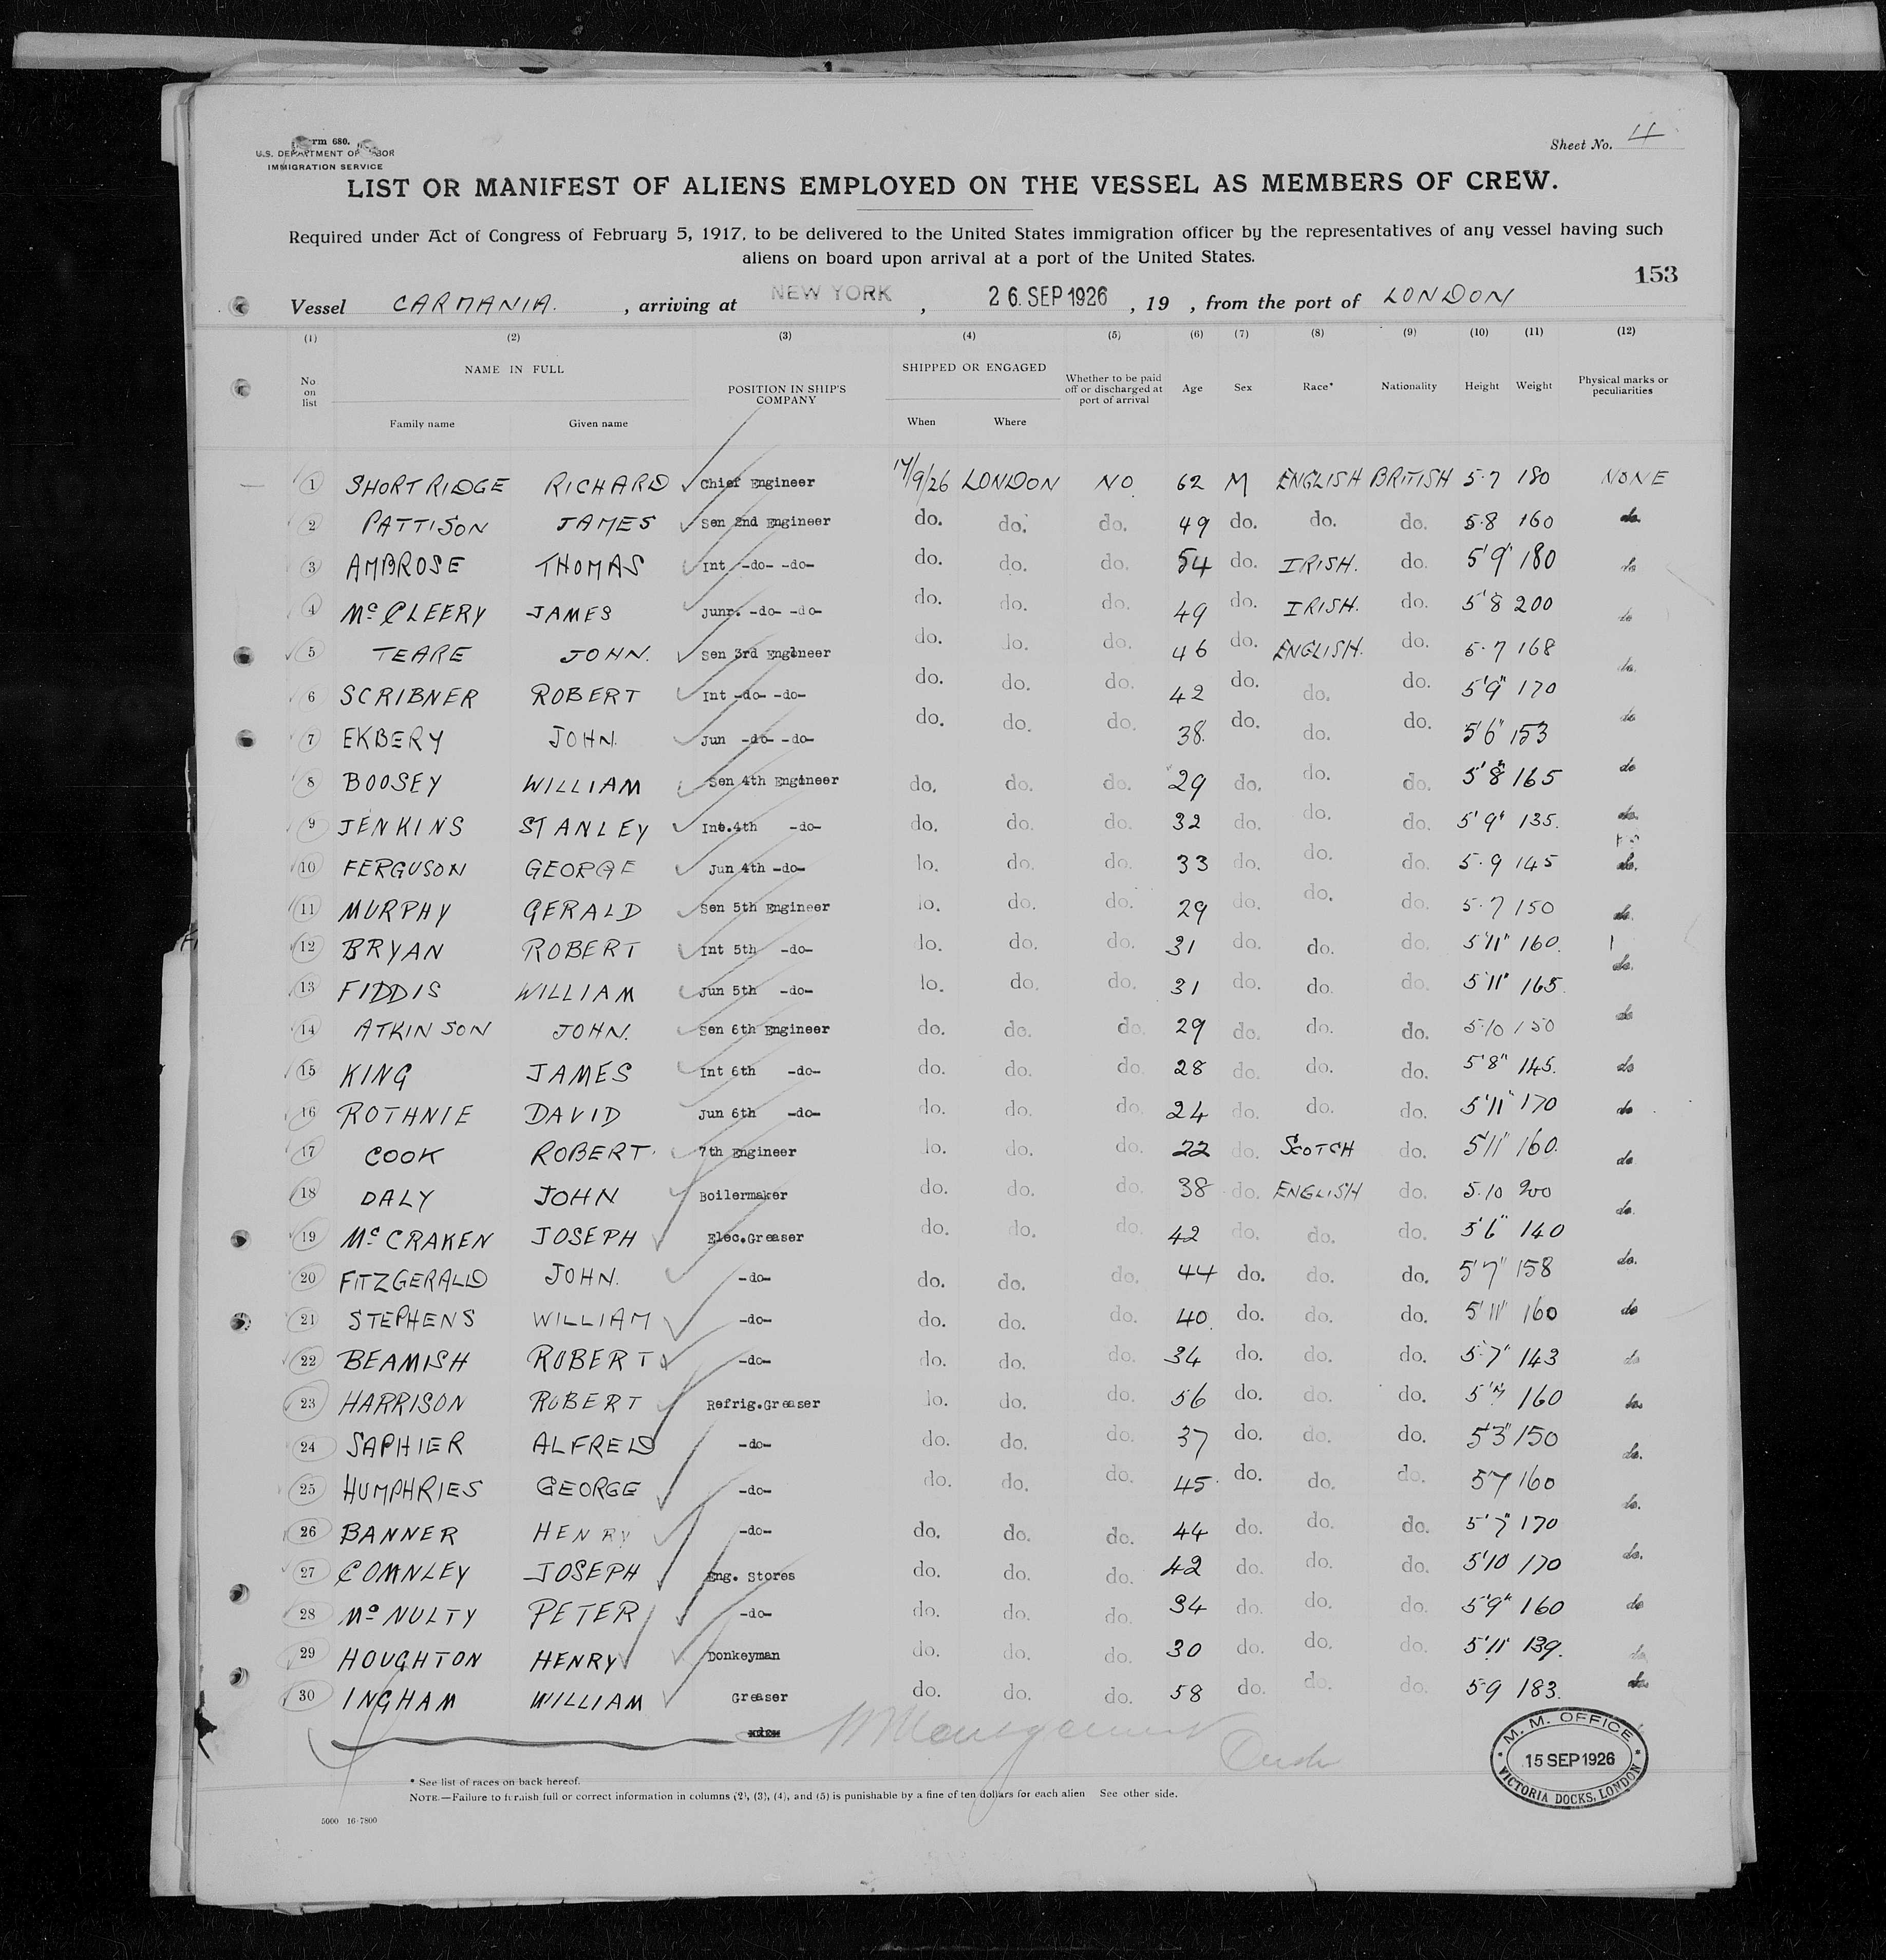 Form 680.
U.S. DEPARTMENT OF LABOR
IMMIGRATION SERVICE
Sheet No. 4
LIST OR MANIFEST OF ALIENS EMPLOYED ON THE VESSEL AS MEMBERS OF CREW.
Required under Act of Congress of February 5, 1917, to be delivered to the United States immigration officer by the representatives of any vessel having such
aliens on board upon arrival at a port of the United States.
153
Vessel CARMANIA. , arriving at NEW YORK , 26. SEP 1926 , 19 , from the port of LONDON
(1) (2) (3) (4) (5) (6) (7) (8) (9) (10) (11) (12)
No on list NAME IN FULL Family name Given name POSITION IN SHIP'S COMPANY SHIPPED OR ENGAGED When Where Whether to be paid off or discharged at port of arrival Age Sex Race* Nationality Height Weight Physical marks or peculiarities
1 SHORTRIDGE RICHARD Chief Engineer 17/9/26 LONDON NO. 62 M ENGLISH BRITISH 5·7 180 NONE
2 PATTISON JAMES Sen 2nd Engineer do. do. do. 49 do. do. do. 5·8 160 do.
3 AMBROSE THOMAS Int -do- -do- do. do. do. 54 do. IRISH. do. 5'9" 180 do
4 McCLEERY JAMES Junr. -do- -do- do. do. do. 49 do. IRISH. do. 5'8 200 do
5 TEARE JOHN. Sen 3rd Engineer do. do. do. 46 do. ENGLISH. do. 5·7 168 do.
6 SCRIBNER ROBERT Int -do- -do- do. do. do. 42 do. do. do. 5'9" 170 do
7 EKBERY JOHN. Jun -do- -do- do. do. do. 38. do. do. do. 5'6" 153
8 BOOSEY WILLIAM Sen 4th Engineer do. do. do. 29 do. do. do. 5'8" 165 do
9 JENKINS STANLEY Int.4th -do- do. do. do. 32 do. do. do. 5'9" 135. do.
10 FERGUSON GEORGE Jun 4th -do- do. do. do. 33 do. do. do. 5·9 145 do.
11 MURPHY GERALD Sen 5th Engineer do. do. do. 29 do. do. do. 5·7 150 do.
12 BRYAN ROBERT Int 5th -do- do. do. do. 31 do. do. do. 5'11" 160.
13 FIDDIS WILLIAM Jun 5th -do- do. do. do. 31 do. do. do. 5'11" 165. do.
14 ATKINSON JOHN. Sen 6th Engineer do. do. do. 29 do. do. do. 5·10 150 do
15 KING JAMES Int 6th -do- do. do. do. 28 do. do. do. 5'8" 145. do
16 ROTHNIE DAVID Jun 6th -do- do. do. do. 24 do. do. do. 5'11" 170 do
17 COOK ROBERT. 7th Engineer do. do. do. 22 do. SCOTCH do. 5'11" 160. do
18 DALY JOHN Boilermaker do. do. do. 38 do. ENGLISH do. 5·10 200 do.
19 McCRAKEN JOSEPH Elec.Greaser do. do. do. 42 do. do. do. 5'6" 140
20 FITZGERALD JOHN. -do- do. do. do. 44 do. do. do. 5'7" 158 do.
21 STEPHENS WILLIAM -do- do. do. do. 40. do. do. do. 5'11" 160 do
22 BEAMISH ROBERT -do- do. do. do. 34 do. do. do. 5·7" 143 do
23 HARRISON ROBERT Refrig.Greaser do. do. do. 56 do. do. do. 5'7 160 do.
24 SAPHIER ALFRED -do- do. do. do. 37 do. do. do. 5'3" 150 do.
25 HUMPHRIES GEORGE -do- do. do. do. 45 do. do. do. 5'7 160 do.
26 BANNER HENRY -do- do. do. do. 44 do. do. do. 5'7" 170
27 COMNLEY JOSEPH Eng. Stores do. do. do. 42 do. do. do. 5'10 170 do.
28 McNULTY PETER -do- do. do. do. 34 do. do. do. 5'9" 160 do
29 HOUGHTON HENRY Donkeyman do. do. do. 30 do. do. do. 5'11" 139. do
30 INGHAM WILLIAM Greaser do. do. do. 58 do. do. do. 5·9 183. do.
M. M. OFFICE
15 SEP 1926
VICTORIA DOCKS, LONDON
* See list of races on back hereof.
NOTE.—Failure to furnish full or correct information in columns (2), (3), (4), and (5) is punishable by a fine of ten dollars for each alien See other side.
5000 16-7800